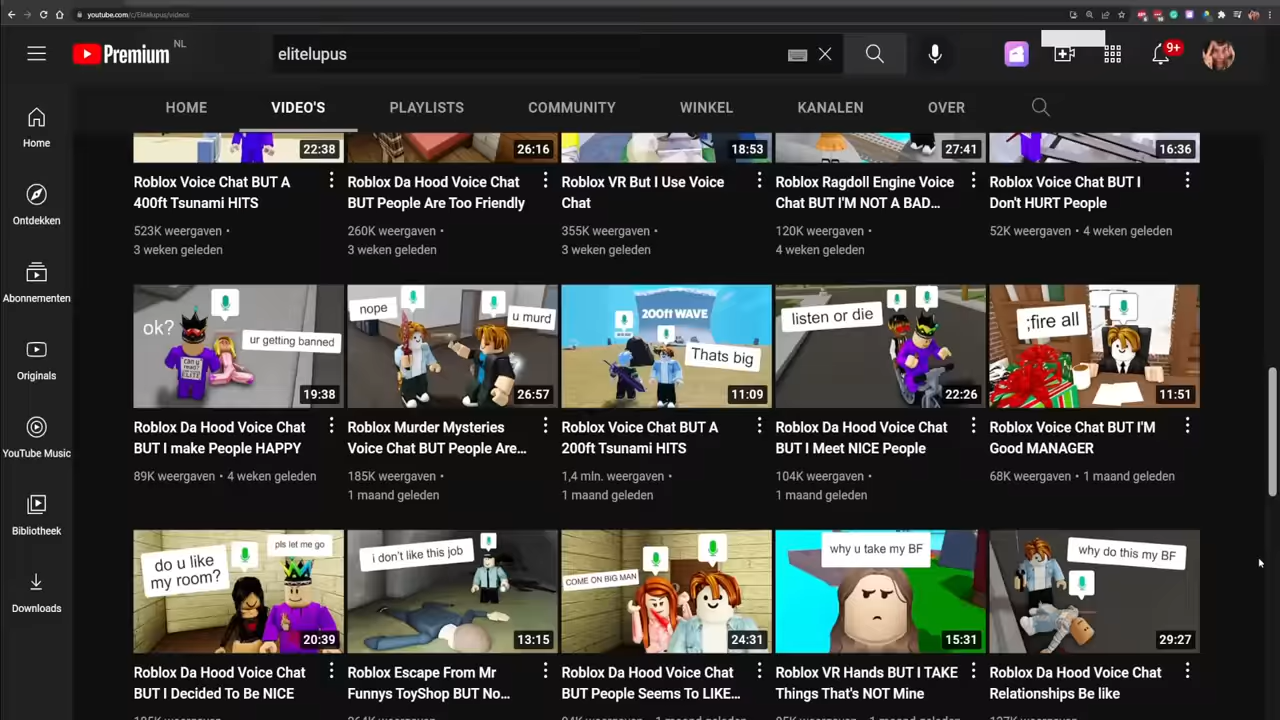 youtube.com/c/Elitelupus/videos
Premium NL
elitelupus
9+
HOME VIDEO'S PLAYLISTS COMMUNITY WINKEL KANALEN OVER
Home
Ontdekken
Abonnementen
Originals
YouTube Music
Bibliotheek
Downloads
22:38
Roblox Voice Chat BUT A
400ft Tsunami HITS
523K weergaven •
3 weken geleden
26:16
Roblox Da Hood Voice Chat
BUT People Are Too Friendly
260K weergaven •
3 weken geleden
18:53
Roblox VR But I Use Voice
Chat
355K weergaven •
3 weken geleden
27:41
Roblox Ragdoll Engine Voice
Chat BUT I'M NOT A BAD...
120K weergaven •
4 weken geleden
16:36
Roblox Voice Chat BUT I
Don't HURT People
52K weergaven • 4 weken geleden
ok?
ur getting banned
can u
read?
ELITE
19:38
Roblox Da Hood Voice Chat
BUT I make People HAPPY
89K weergaven • 4 weken geleden
nope
u murd
26:57
Roblox Murder Mysteries
Voice Chat BUT People Are...
185K weergaven •
1 maand geleden
200ft WAVE
Thats big
11:09
Roblox Voice Chat BUT A
200ft Tsunami HITS
1,4 mln. weergaven •
1 maand geleden
listen or die
22:26
Roblox Da Hood Voice Chat
BUT I Meet NICE People
104K weergaven •
1 maand geleden
;fire all
11:51
Roblox Voice Chat BUT I'M
Good MANAGER
68K weergaven • 1 maand geleden
do u like
my room?
pls let me go
20:39
Roblox Da Hood Voice Chat
BUT I Decided To Be NICE
i don't like this job
13:15
Roblox Escape From Mr
Funnys ToyShop BUT No...
COME ON BIG MAN
24:31
Roblox Da Hood Voice Chat
BUT People Seems To LIKE...
why u take my BF
15:31
Roblox VR Hands BUT I TAKE
Things That's NOT Mine
why do this my BF
29:27
Roblox Da Hood Voice Chat
Relationships Be like